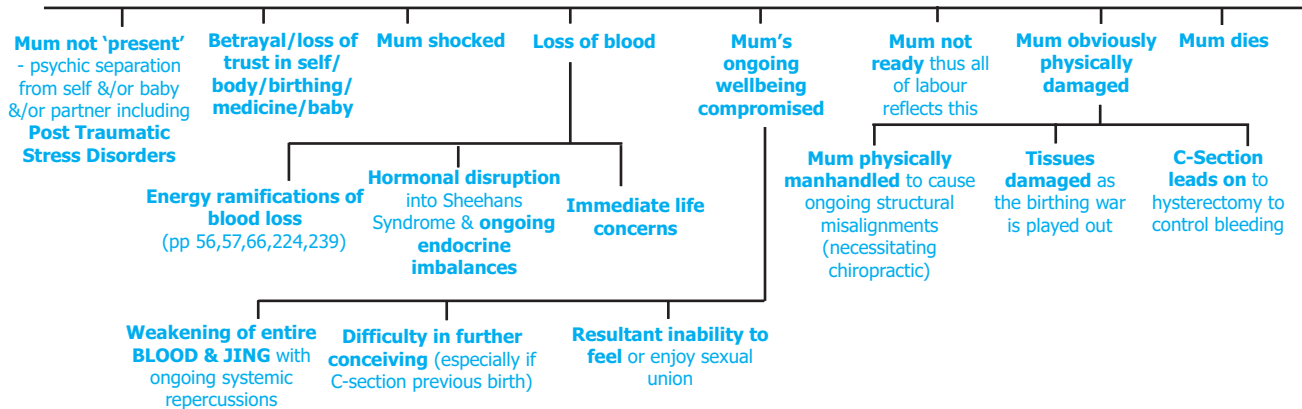 Mum not ‘present’
- psychic separation
from self &/or baby
&/or partner including
Post Traumatic
Stress Disorders
Betrayal/loss of
trust in self/
body/birthing/
medicine/baby
Mum shocked
Loss of blood
Mum's
ongoing
wellbeing
compromised
Mum not
ready thus all
of labour
reflects this
Mum obviously
physically
damaged
Mum dies
Energy ramifications of
blood loss
(pp 56,57,66,224,239)
Hormonal disruption
into Sheehans
Syndrome & ongoing
endocrine
imbalances
Immediate life
concerns
Mum physically
manhandled to cause
ongoing structural
misalignments
(necessitating
chiropractic)
Tissues
damaged as
the birthing war
is played out
C-Section
leads on to
hysterectomy to
control bleeding
Weakening of entire
BLOOD & JING with
ongoing systemic
repercussions
Difficulty in further
conceiving (especially if
C-section previous birth)
Resultant inability to
feel or enjoy sexual
union